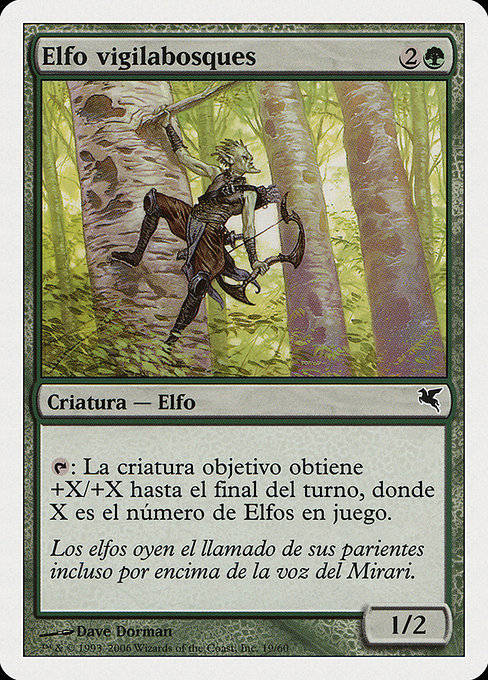 Elfo vigilabosques 2
Criatura — Elfo
: La criatura objetivo obtiene
+X/+X hasta el final del turno, donde
X es el número de Elfos en juego.
Los elfos oyen el llamado de sus parientes
incluso por encima de la voz del Mirari.
Dave Dorman
1/2
™ & © 1993-2006 Wizards of the Coast, Inc. 19/60